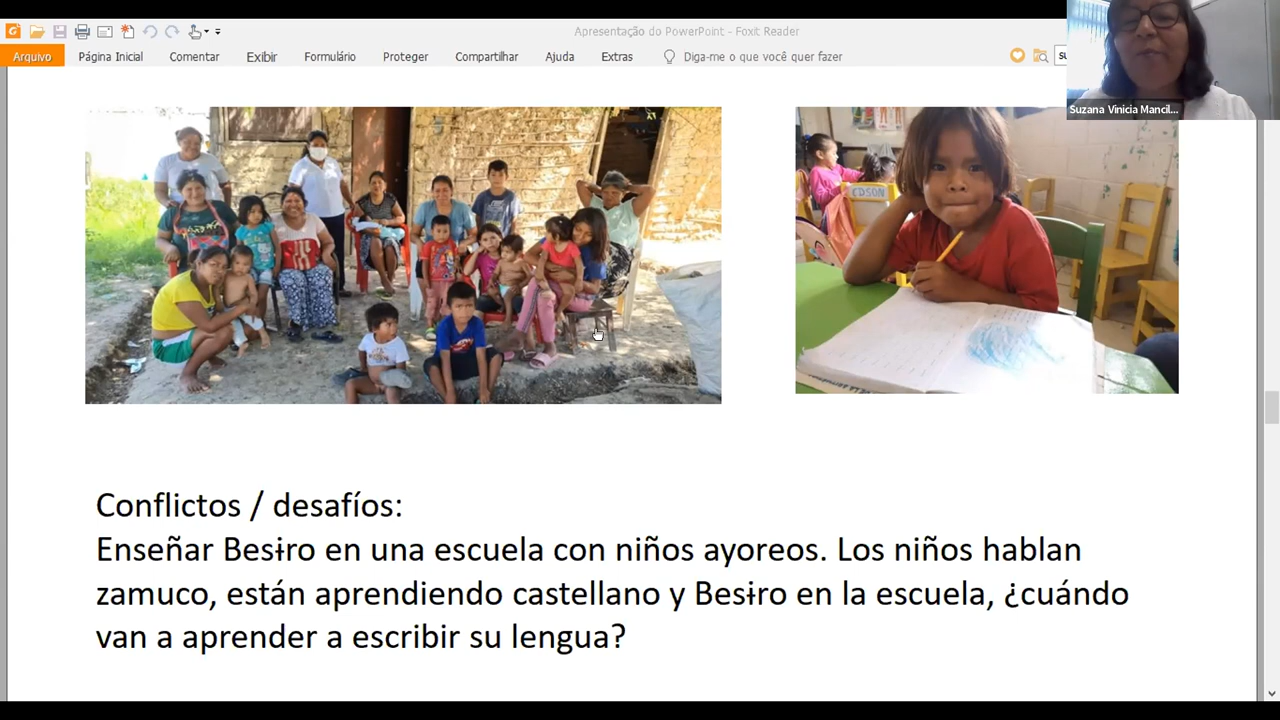 Apresentação do PowerPoint - Foxit Reader
Arquivo Página Inicial Comentar Exibir Formulário Proteger Compartilhar Ajuda Extras Diga-me o que você quer fazer
Suzana Vinicia Mancil...
EDSON
Conflictos / desafíos:
Enseñar Besɨro en una escuela con niños ayoreos. Los niños hablan
zamuco, están aprendiendo castellano y Besɨro en la escuela, ¿cuándo
van a aprender a escribir su lengua?